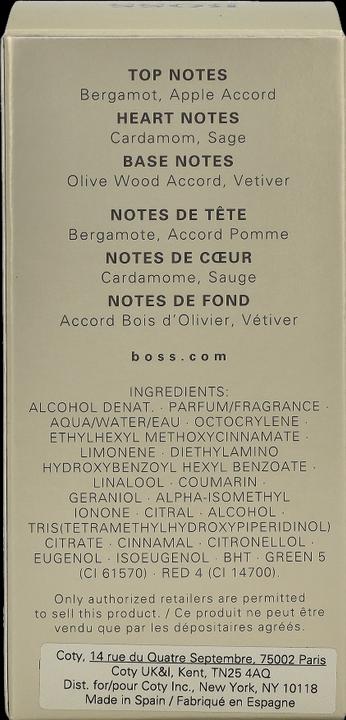 TOP NOTES
Bergamot, Apple Accord
HEART NOTES
Cardamom, Sage
BASE NOTES
Olive Wood Accord, Vetiver
NOTES DE TÊTE
Bergamote, Accord Pomme
NOTES DE CŒUR
Cardamome, Sauge
NOTES DE FOND
Accord Bois d'Olivier, Vétiver
boss.com
INGREDIENTS:
ALCOHOL DENAT. · PARFUM/FRAGRANCE ·
AQUA/WATER/EAU · OCTOCRYLENE ·
ETHYLHEXYL METHOXYCINNAMATE ·
LIMONENE · DIETHYLAMINO
HYDROXYBENZOYL HEXYL BENZOATE ·
LINALOOL · COUMARIN ·
GERANIOL · ALPHA-ISOMETHYL
IONONE · CITRAL · ALCOHOL ·
TRIS(TETRAMETHYLHYDROXYPIPERIDINOL)
CITRATE · CINNAMAL · CITRONELLOL ·
EUGENOL · ISOEUGENOL · BHT · GREEN 5
(CI 61570) · RED 4 (CI 14700).
Only authorized retailers are permitted
to sell this product. / Ce produit ne peut être
vendu que par les dépositaires agréés.
Coty, 14 rue du Quatre Septembre, 75002 Paris
Coty UK&I, Kent, TN25 4AQ
Dist. for/pour Coty Inc., New York, NY 10118
Made in Spain / Fabriqué en Espagne